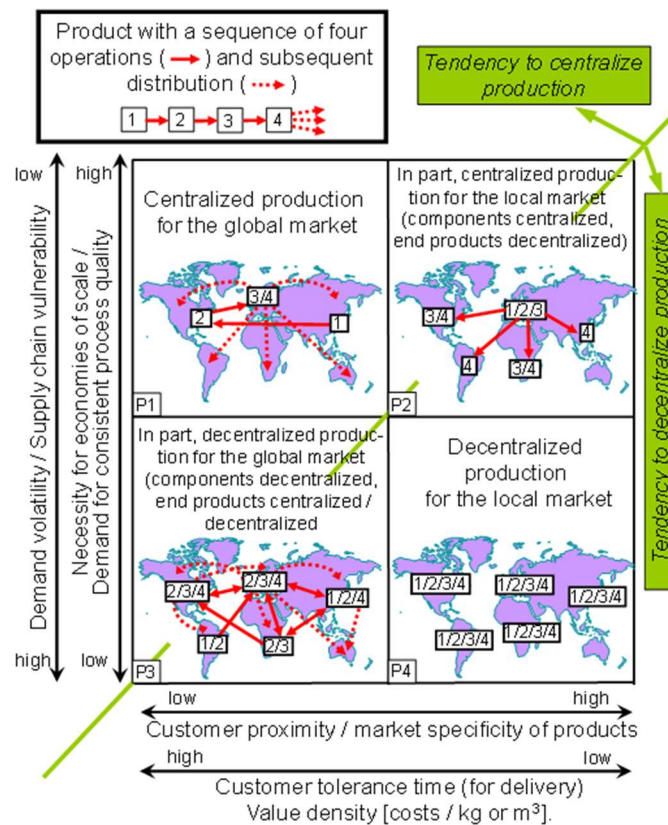 Product with a sequence of four
operations ( ) and subsequent
distribution ( )
1 2 3 4
Tendency to centralize
production
Tendency to decentralize production
low
high
Demand volatility / Supply chain vulnerability
Necessity for economies of scale /
Demand for consistent process quality
high
low
Centralized production
for the global market
3/4
2
1
P1
In part, centralized produc-
tion for the local market
(components centralized,
end products decentralized)
3/4
1/2/3
4
4
3/4
P2
In part, decentralized produc-
tion for the global market
(components decentralized,
end products centralized /
decentralized
2/3/4
2/3/4
1/2/4
1/2
2/3
P3
Decentralized
production
for the local market
1/2/3/4
1/2/3/4
1/2/3/4
1/2/3/4
1/2/3/4
P4
low high
Customer proximity / market specificity of products
high low
Customer tolerance time (for delivery)
Value density [costs / kg or m³].